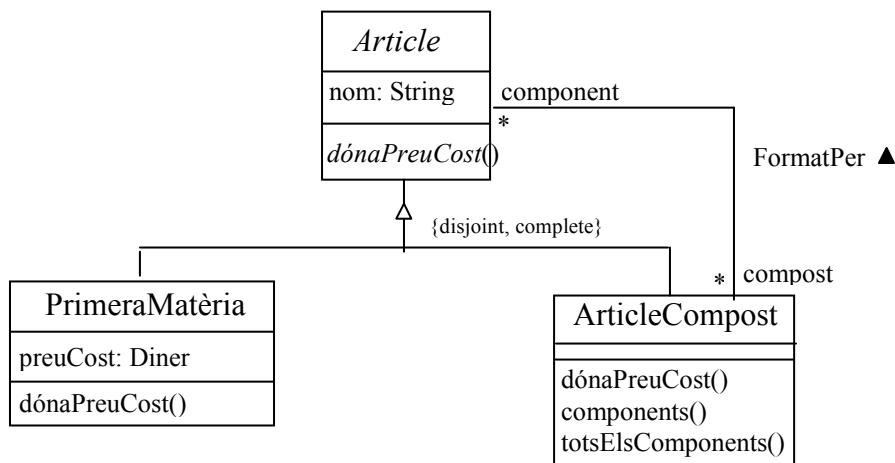 Article
nom: String
component
*
dónaPreuCost()
FormatPer ▲
{disjoint, complete}
* compost
PrimeraMatèria
preuCost: Diner
dónaPreuCost()
ArticleCompost
dónaPreuCost()
components()
totsElsComponents()